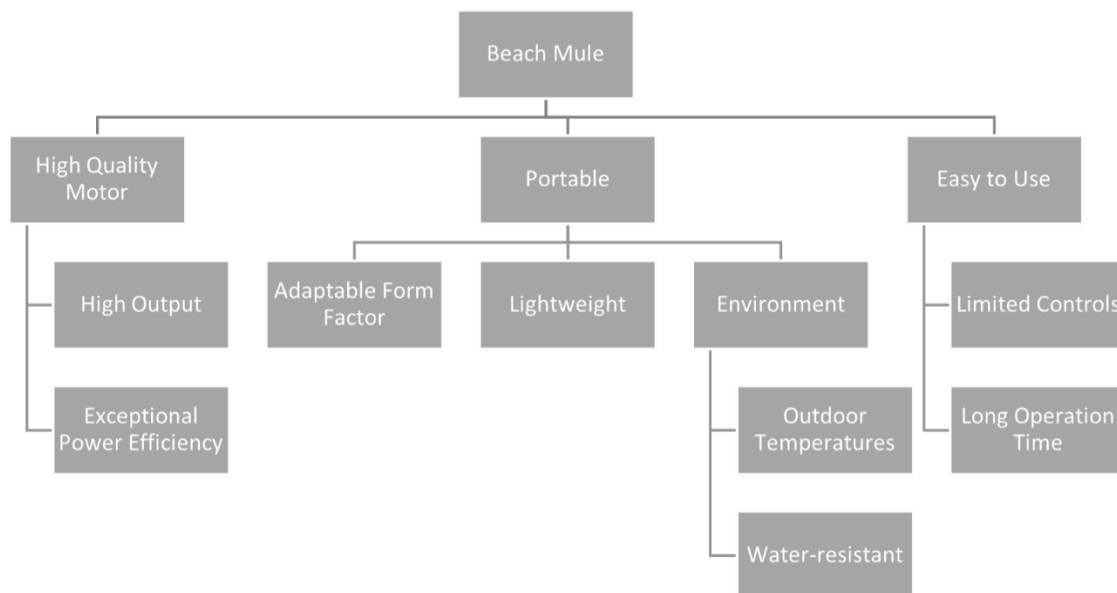 Beach Mule
High Quality
Motor
Portable
Easy to Use
High Output
Adaptable Form
Factor
Lightweight
Environment
Limited Controls
Exceptional
Power Efficiency
Outdoor
Temperatures
Long Operation
Time
Water-resistant